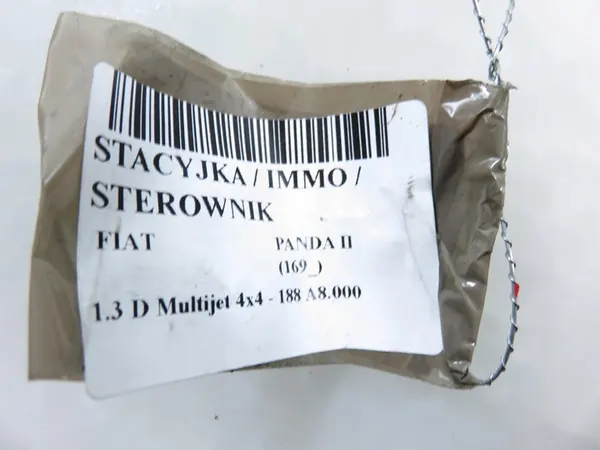 STACYJKA / IMMO /
STEROWNIK
FIAT PANDA II
(169_)
1.3 D Multijet 4x4 - 188 A8.000